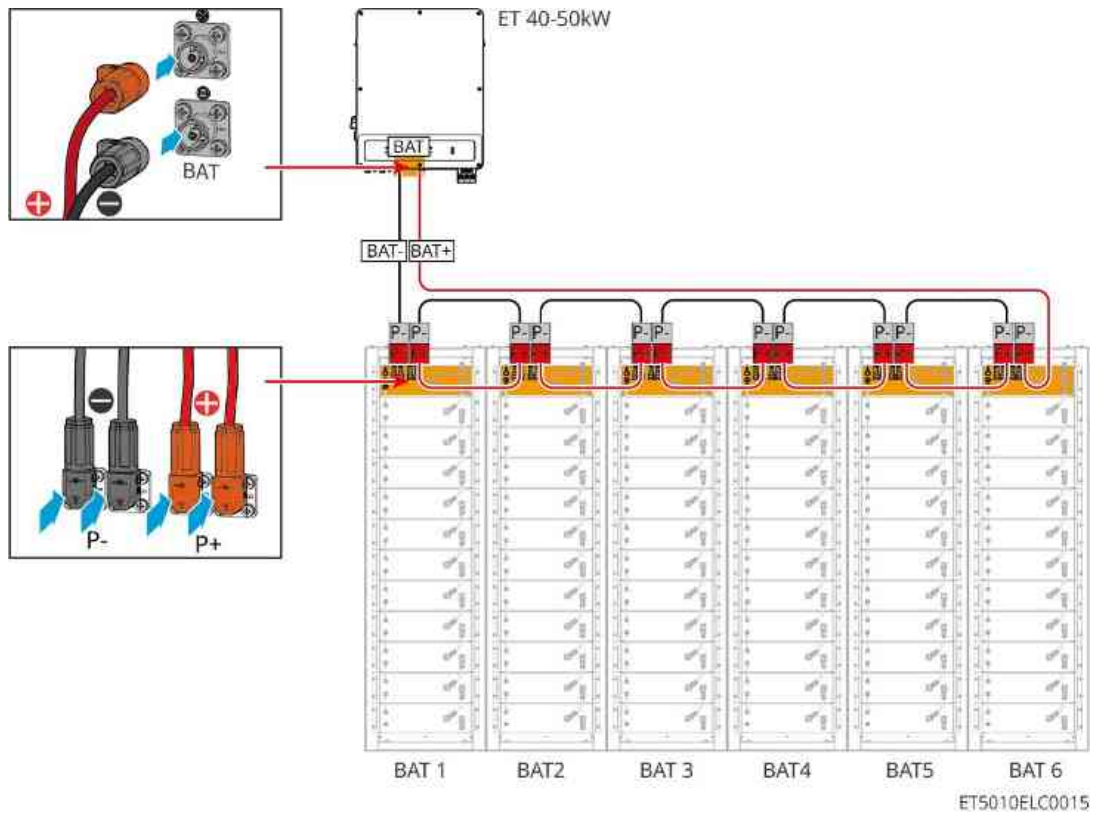 ET 40-50kW
BAT
BAT
BAT- BAT+
P- P- P- P- P- P- P- P- P- P- P- P-
P- P+
BAT 1 BAT2 BAT 3 BAT4 BAT5 BAT 6
ET5010ELC0015